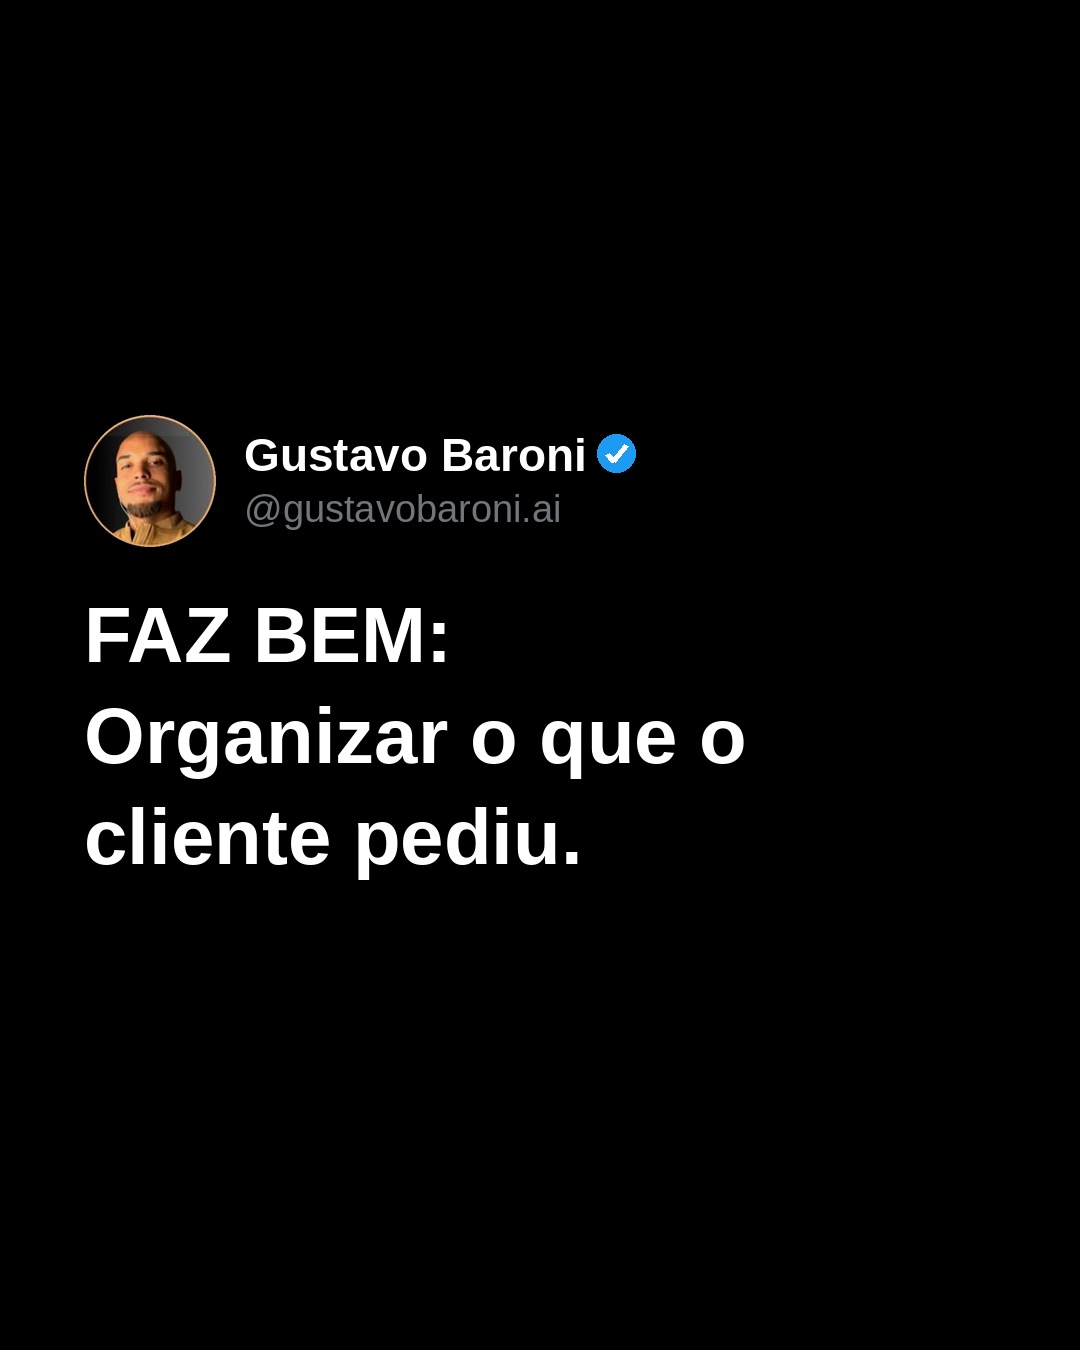 Gustavo Baroni
@gustavobaroni.ai
FAZ BEM:
Organizar o que o
cliente pediu.